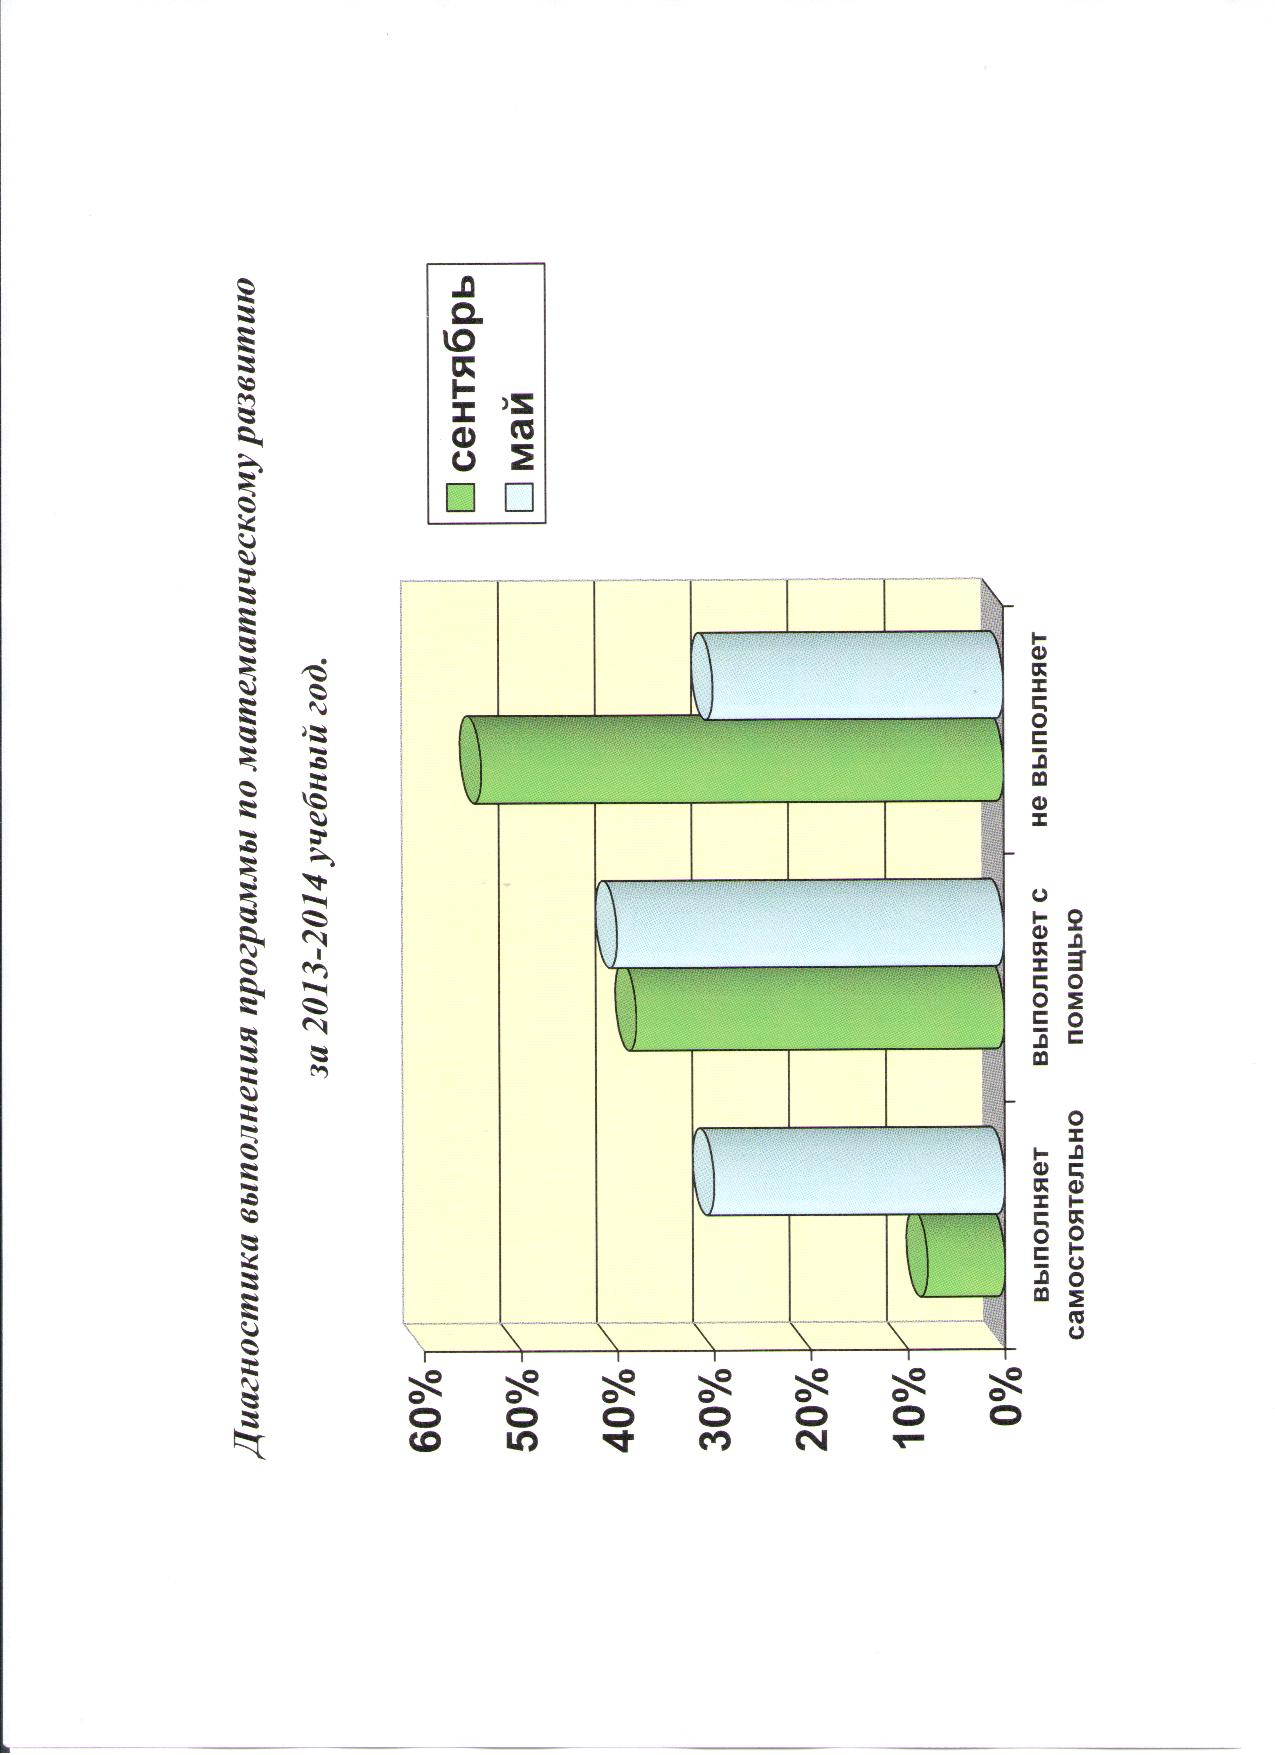 Диагностика выполнения программы по математическому развитию
за 2013-2014 учебный год.
60%
50%
40%
30%
20%
10%
0%
выполняет
самостоятельно
выполняет с
помощью
не выполняет
сентябрь
май